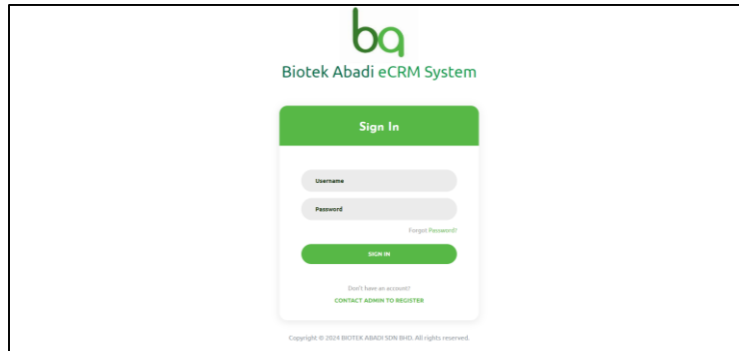 ba
Biotek Abadi eCRM System
Sign In
Username
Password
Forgot Password?
SIGN IN
Don't have an account?
CONTACT ADMIN TO REGISTER
Copyright © 2024 BIOTEK ABADI SDN BHD. All rights reserved.